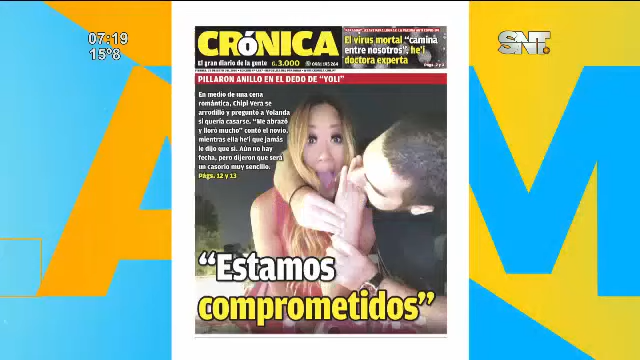 07:19
15°8
SNT
CRÓNICA
El gran diario de la gente
G. 3.000
El virus mortal "camina
entre nosotros", he'i
doctora experta
Págs. 2 y 3
PILLARON ANILLO EN EL DEDO DE "YOLI"
En medio de una cena
romántica, Chipi Vera se
arrodilló y preguntó a Yolanda
si quería casarse. "Me abrazó
y lloró mucho" contó el novio,
mientras ella he'i que jamás
le dijo que sí. Aún no hay
fecha, pero dijeron que será
un casorio muy sencillo.
Págs. 12 y 13
"Estamos
comprometidos"
A
M